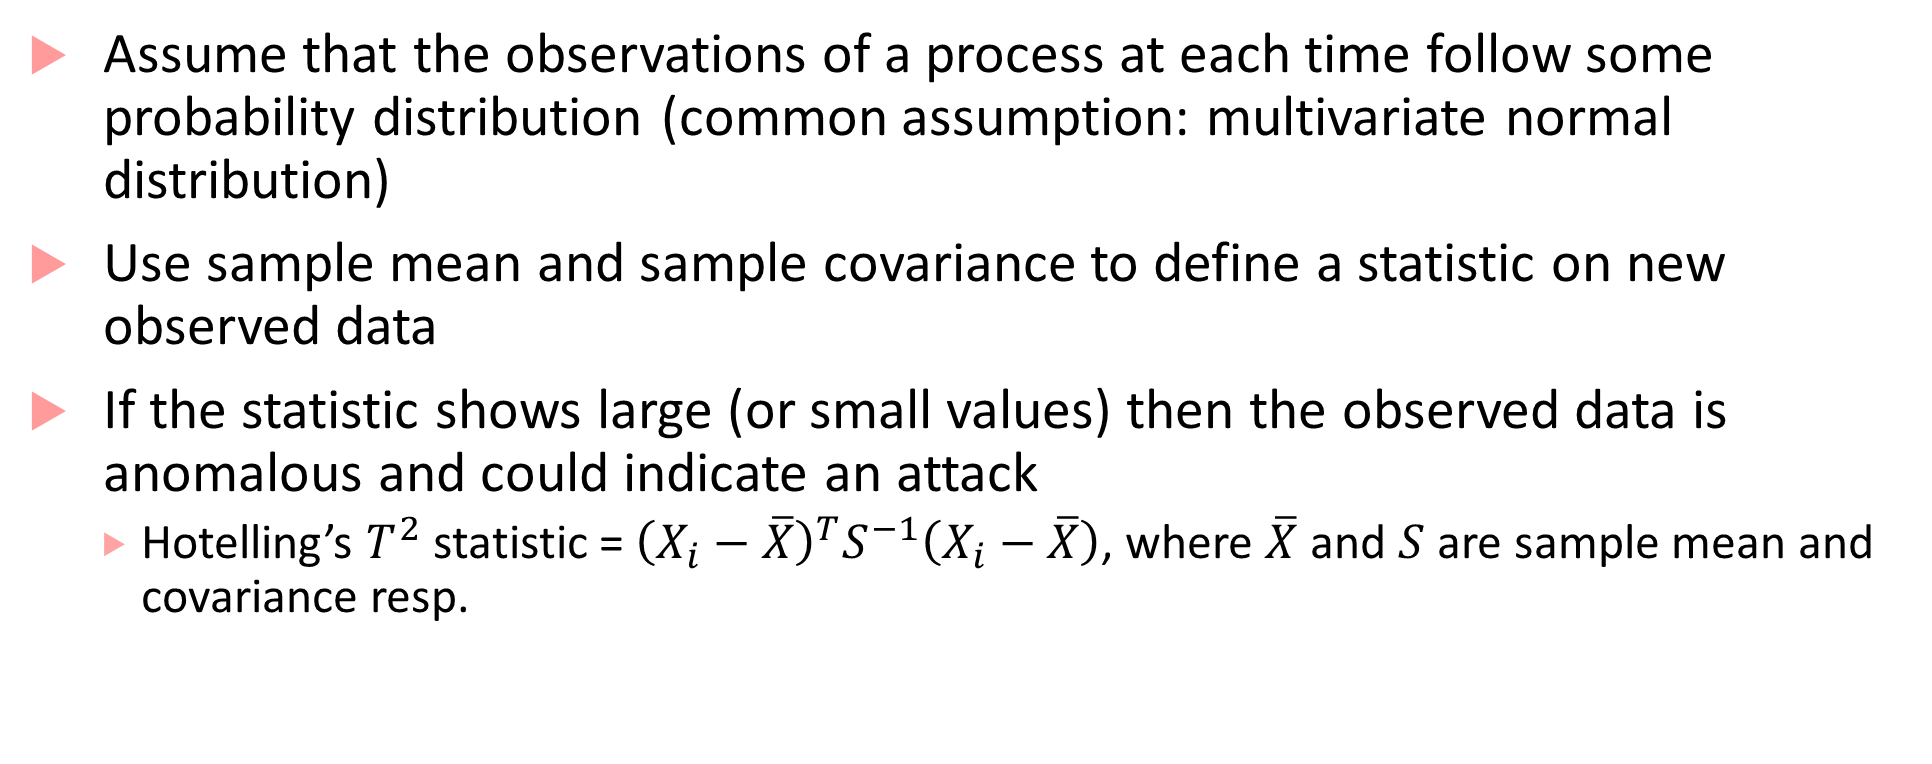 Assume that the observations of a process at each time follow some
probability distribution (common assumption: multivariate normal
distribution)
Use sample mean and sample covariance to define a statistic on new
observed data
If the statistic shows large (or small values) then the observed data is
anomalous and could indicate an attack
Hotelling’s 𝑇² statistic = (𝑋ᵢ − 𝑋̅)ᵀ𝑆⁻¹(𝑋ᵢ − 𝑋̅), where 𝑋̅ and 𝑆 are sample mean and
covariance resp.